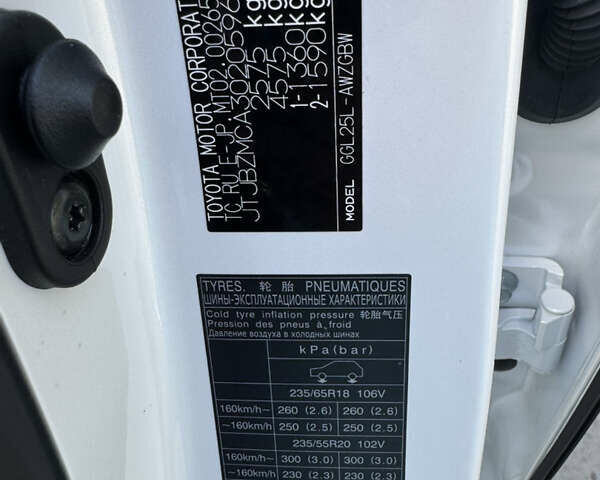 TOYOTA MOTOR CORPORAT
TC RU E-JP.MT02.00265
JTJBZMCA3020596
2575 kg
4575 kg
1-1360 kg
2-1590 kg
MODEL GGL25L-AWZGBW
TYRES. 轮 胎 PNEUMATIQUES
ШИНЫ-ЭКСПЛУАТАЦИОННЫЕ ХАРАКТЕРИСТИКИ
Cold tyre inflation pressure 轮胎气压
Pression des pneus à froid
Давление воздуха в холодных шинах
kPa(bar)
235/65R18 106V
160km/h~ 260 (2.6) 260 (2.6)
~160km/h 250 (2.5) 250 (2.5)
235/55R20 102V
160km/h~ 300 (3.0) 300 (3.0)
~160km/h 230 (2.3) 230 (2.3)